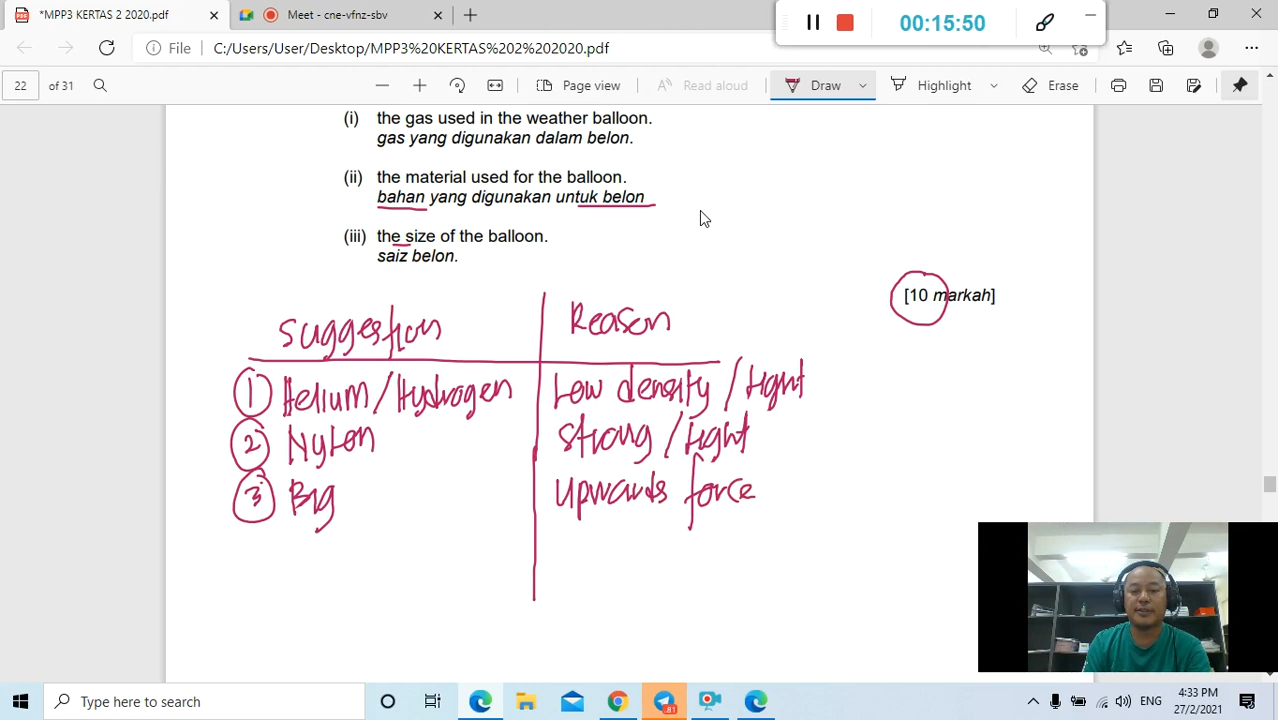 *MPP3 KERTAS 2 2020.pdf
Meet - cne-vfnz-sbv
00:15:50
File
C:/Users/User/Desktop/MPP3%20KERTAS%202%202020.pdf
22 of 31
Page view
Read aloud
Draw
Highlight
Erase
(i) the gas used in the weather balloon.
gas yang digunakan dalam belon.
(ii) the material used for the balloon.
bahan yang digunakan untuk belon
(iii) the size of the balloon.
saiz belon.
[10 markah]
Suggestion Reason
1 Helium/Hydrogen Low density/Light
2 Nylon Strong/Light
3 Big Upwards force
Type here to search
81
ENG
4:33 PM
27/2/2021